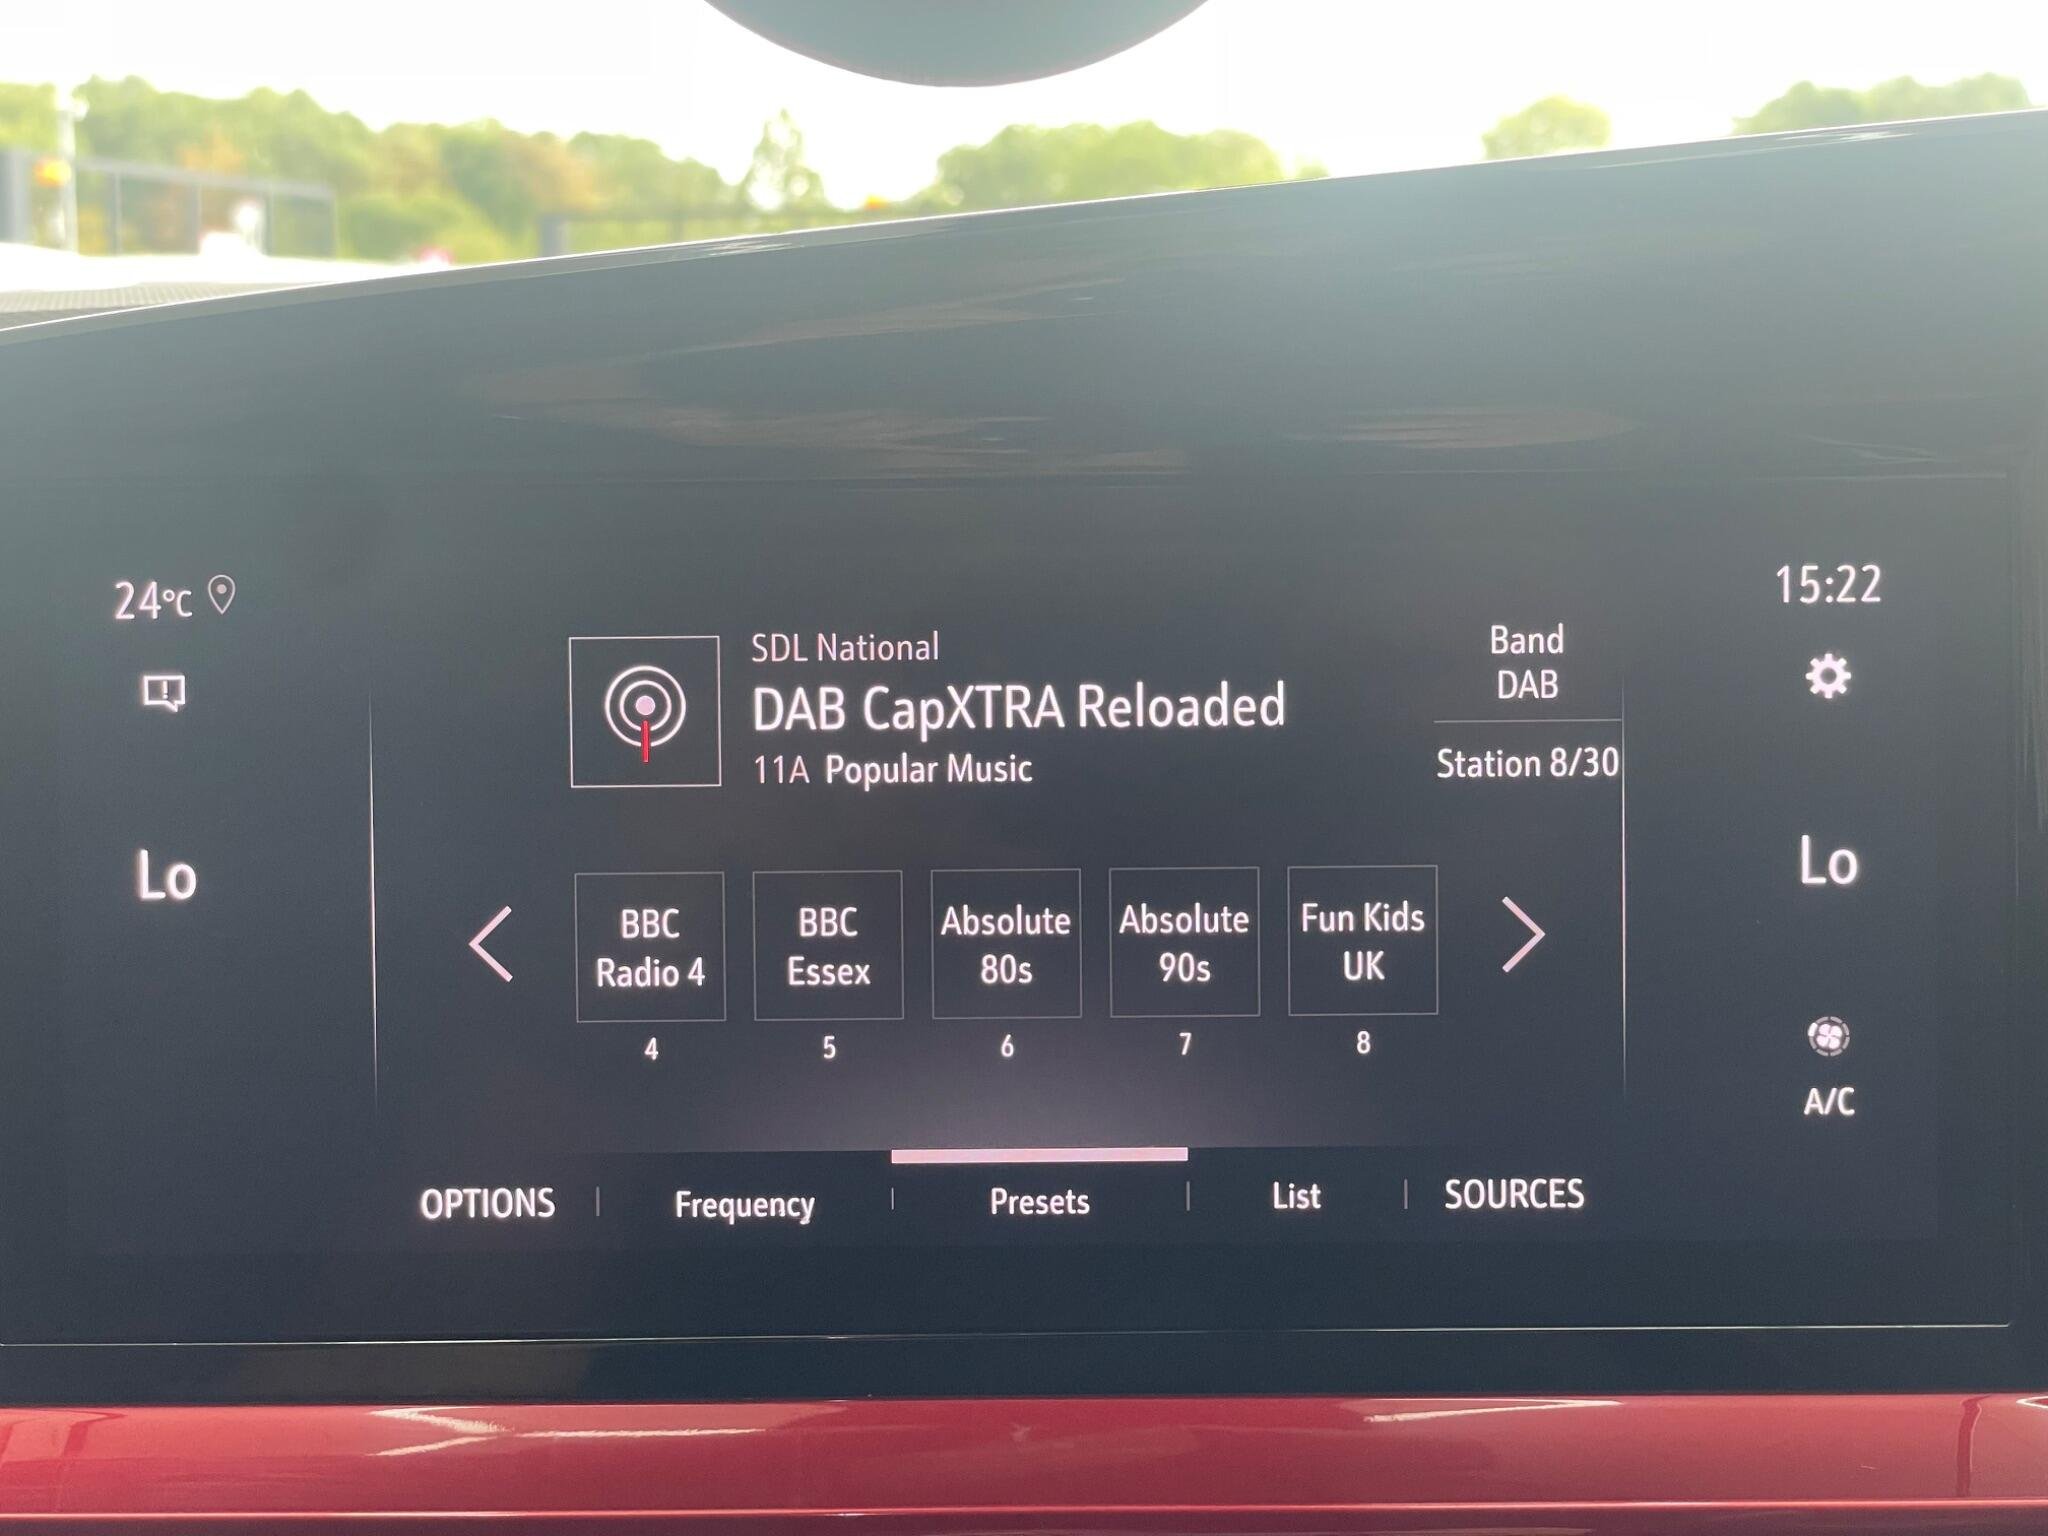 24°C
15:22
SDL National
DAB CapXTRA Reloaded
11A Popular Music
Band
DAB
Station 8/30
Lo
Lo
BBC
Radio 4
BBC
Essex
Absolute
80s
Absolute
90s
Fun Kids
UK
4
5
6
7
8
A/C
OPTIONS
Frequency
Presets
List
SOURCES